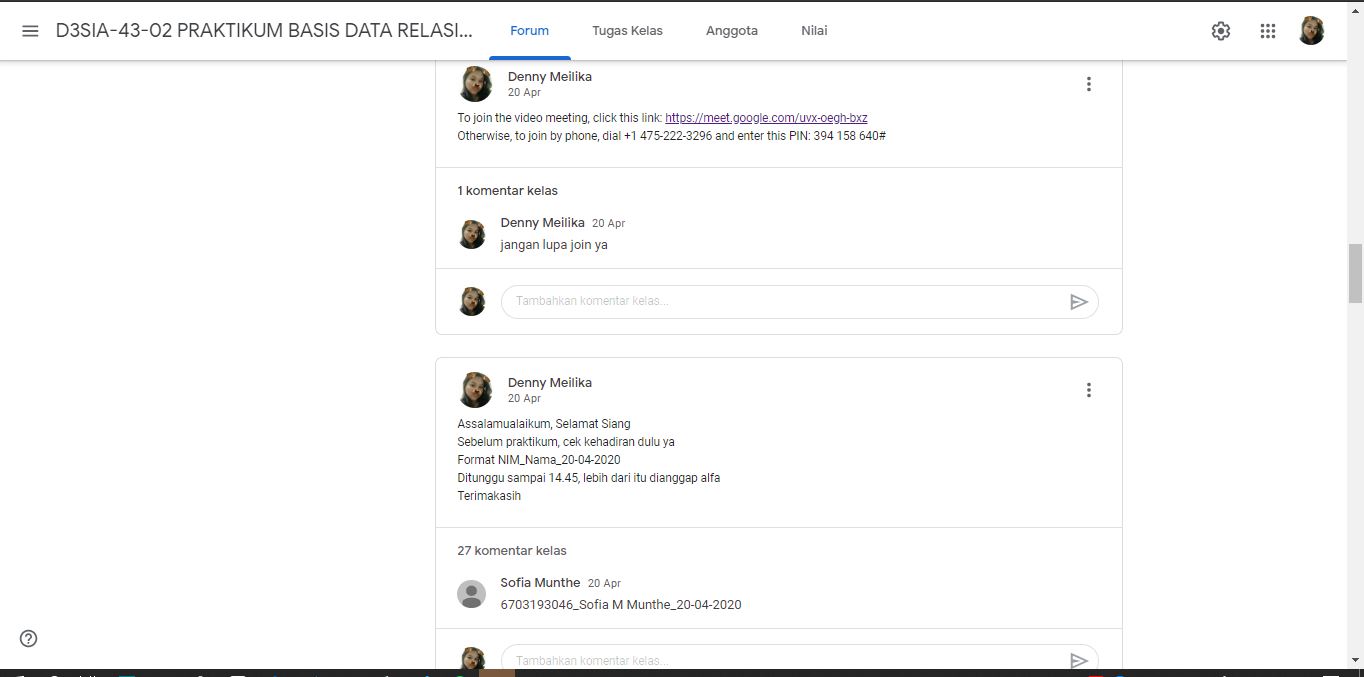 D3SIA-43-02 PRAKTIKUM BASIS DATA RELASI...
Forum
Tugas Kelas
Anggota
Nilai
Denny Meilika
20 Apr
To join the video meeting, click this link: https://meet.google.com/uvx-oegh-bxz
Otherwise, to join by phone, dial +1 475-222-3296 and enter this PIN: 394 158 640#
1 komentar kelas
Denny Meilika 20 Apr
jangan lupa join ya
Tambahkan komentar kelas...
Denny Meilika
20 Apr
Assalamualaikum, Selamat Siang
Sebelum praktikum, cek kehadiran dulu ya
Format NIM_Nama_20-04-2020
Ditunggu sampai 14.45, lebih dari itu dianggap alfa
Terimakasih
27 komentar kelas
Sofia Munthe 20 Apr
6703193046_Sofia M Munthe_20-04-2020
Tambahkan komentar kelas...